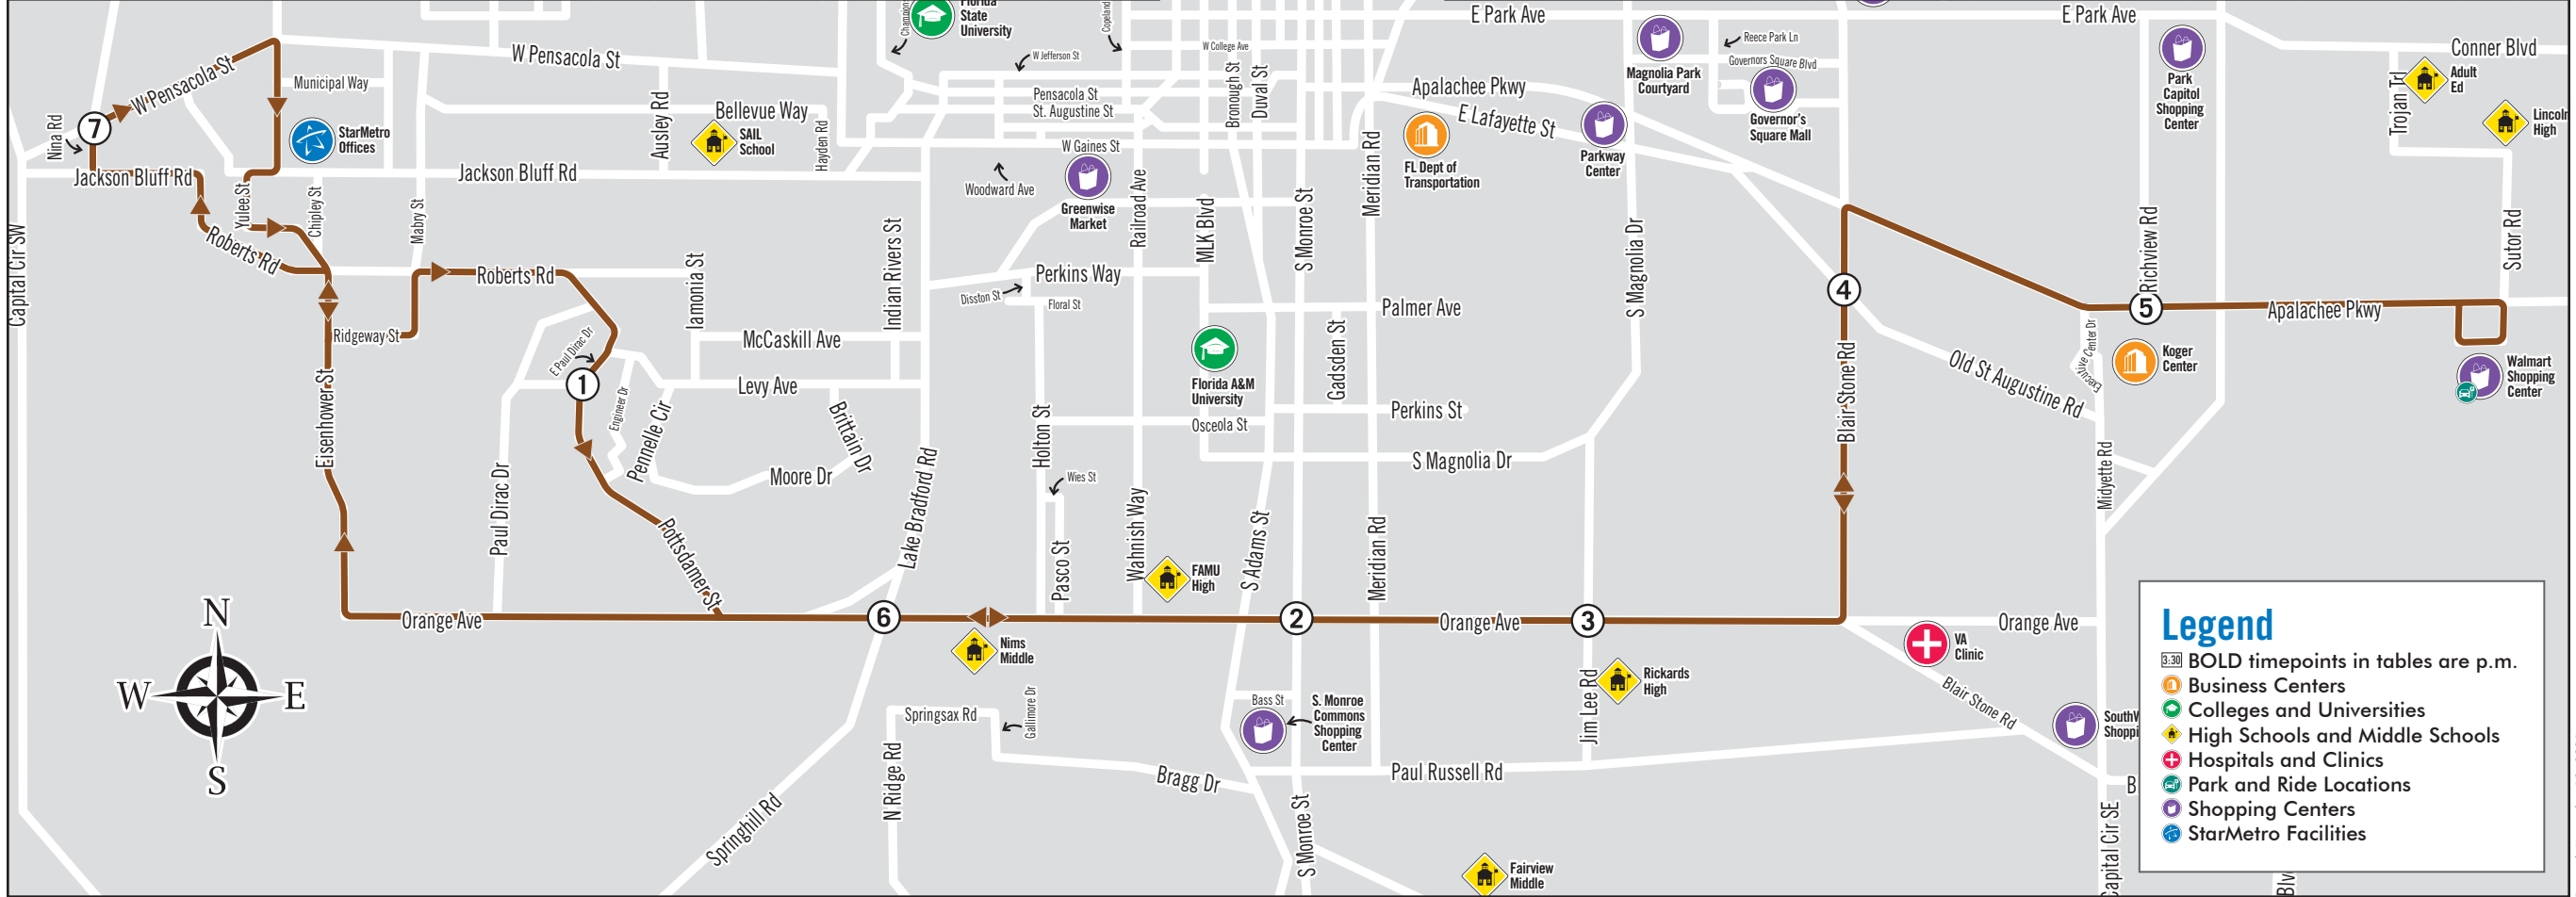 Florida
State
University
Champion
Copeland
E Park Ave
E Park Ave
Conner Blvd
W Pensacola St
W Jefferson St
W College Ave
Reece Park Ln
Governors Square Blvd
Magnolia Park
Courtyard
Park
Capitol
Shopping
Center
Trojan Trl
Adult
Ed
W Pensacola St
Municipal Way
Ausley Rd
Bellevue Way
Pensacola St
St. Augustine St
Bronough St
Duval St
Apalachee Pkwy
E Lafayette St
Governor's
Square Mall
Lincoln
High
7
Nina Rd
StarMetro
Offices
SAIL
School
Hayden Rd
W Gaines St
Meridian Rd
FL Dept of
Transportation
Parkway
Center
Jackson Bluff Rd
Jackson Bluff Rd
Woodward Ave
Greenwise
Market
Railroad Ave
MLK Blvd
S Monroe St
Yulee St
Chipley St
Mabry St
Roberts Rd
Capital Cir SW
Indian Rivers St
S Magnolia Dr
Richview Rd
Sutor Rd
Roberts Rd
Iamonia St
Perkins Way
Disston St
Floral St
Palmer Ave
4
5
Apalachee Pkwy
Ridgeway St
E Paul Dirac Dr
McCaskill Ave
Florida A&M
University
Gadsden St
Executive Center Dr
Koger
Center
Walmart
Shopping
Center
1
Engineer Dr
Levy Ave
Old St Augustine Rd
Eisenhower St
Pennelle Cir
Brittain Dr
Holton St
Osceola St
Perkins St
Blair Stone Rd
Paul Dirac Dr
Moore Dr
Lake Bradford Rd
Wies St
S Magnolia Dr
Midyette Rd
Pottsdamer St
Pasco St
Wahnish Way
FAMU
High
S Adams St
Meridian Rd
Orange Ave
6
2
Orange Ave
3
Orange Ave
N
W
E
S
Nims
Middle
VA
Clinic
Rickards
High
Jim Lee Rd
Blair Stone Rd
Springsax Rd
Gallimore Dr
Bass St
S. Monroe
Commons
Shopping
Center
N Ridge Rd
Bragg Dr
Paul Russell Rd
Springhill Rd
S Monroe St
Fairview
Middle
Capital Cir SE
B
Blv
Legend
3:30 BOLD timepoints in tables are p.m.
Business Centers
Colleges and Universities
High Schools and Middle Schools
Hospitals and Clinics
Park and Ride Locations
Shopping Centers
StarMetro Facilities